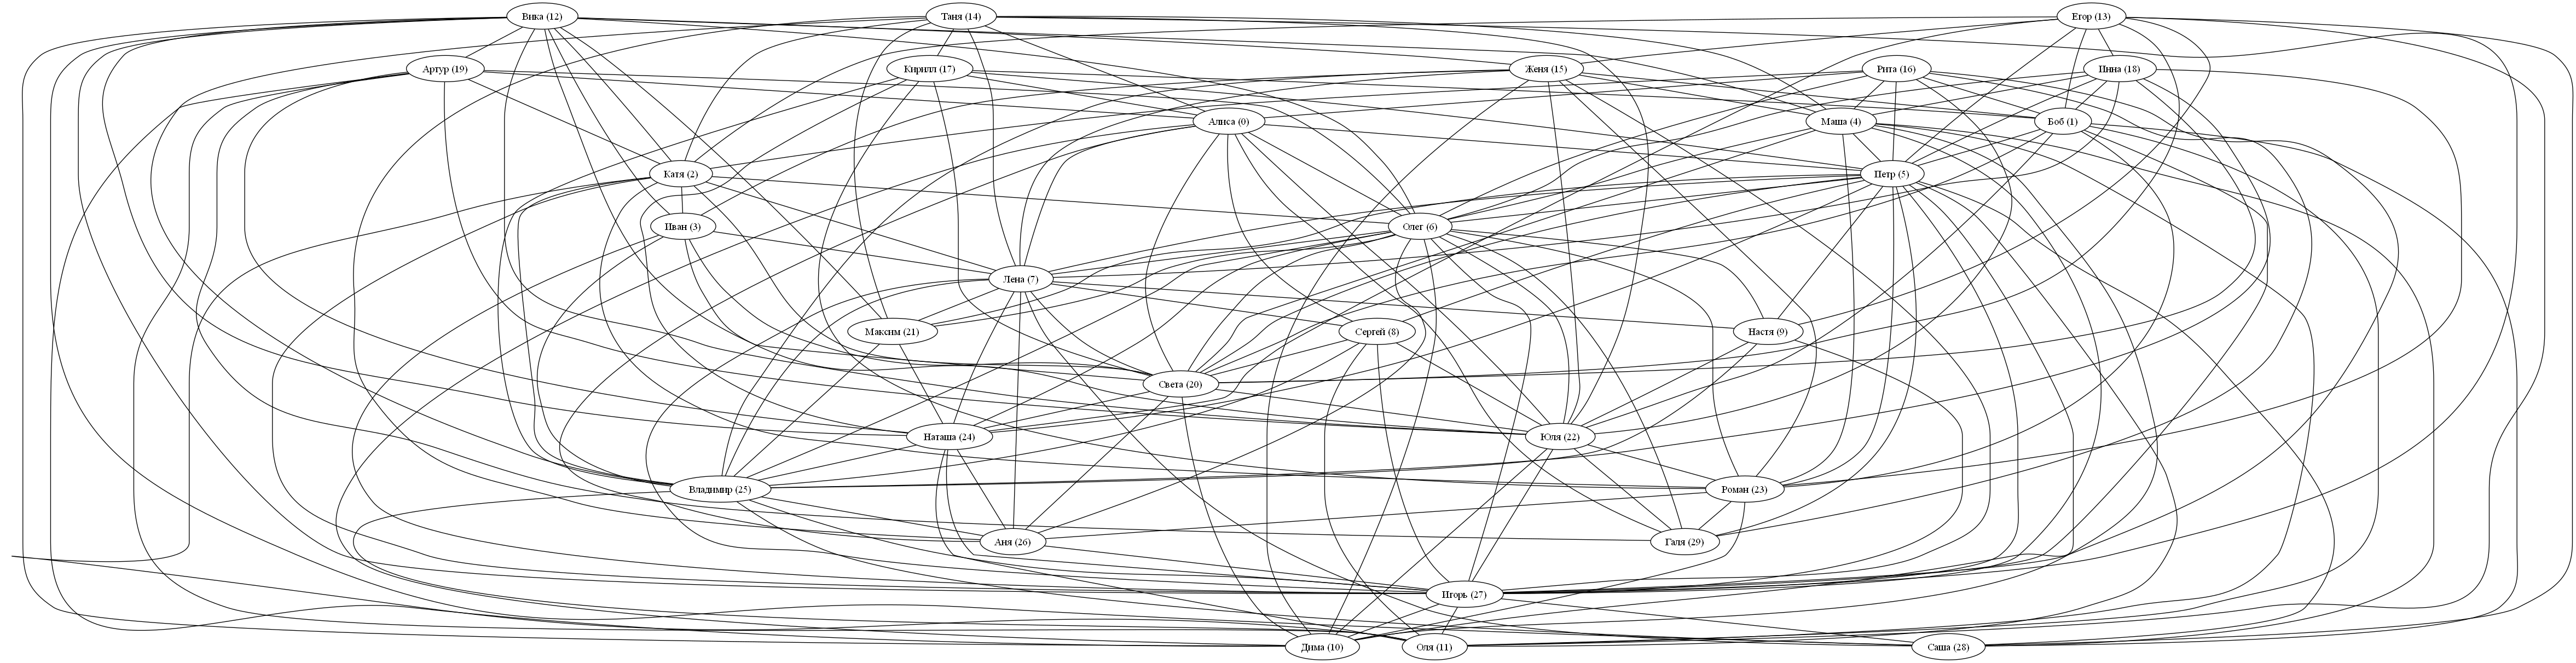 Вика (12) Таня (14) Егор (13)
Артур (19) Кирилл (17) Женя (15) Рита (16) Инна (18)
Алиса (0) Маша (4) Боб (1)
Катя (2) Петр (5)
Иван (3) Олег (6)
Лена (7)
Максим (21) Сергей (8) Настя (9)
Света (20)
Наташа (24) Юля (22)
Владимир (25) Роман (23)
Аня (26) Галя (29)
Игорь (27)
Дима (10) Оля (11) Саша (28)